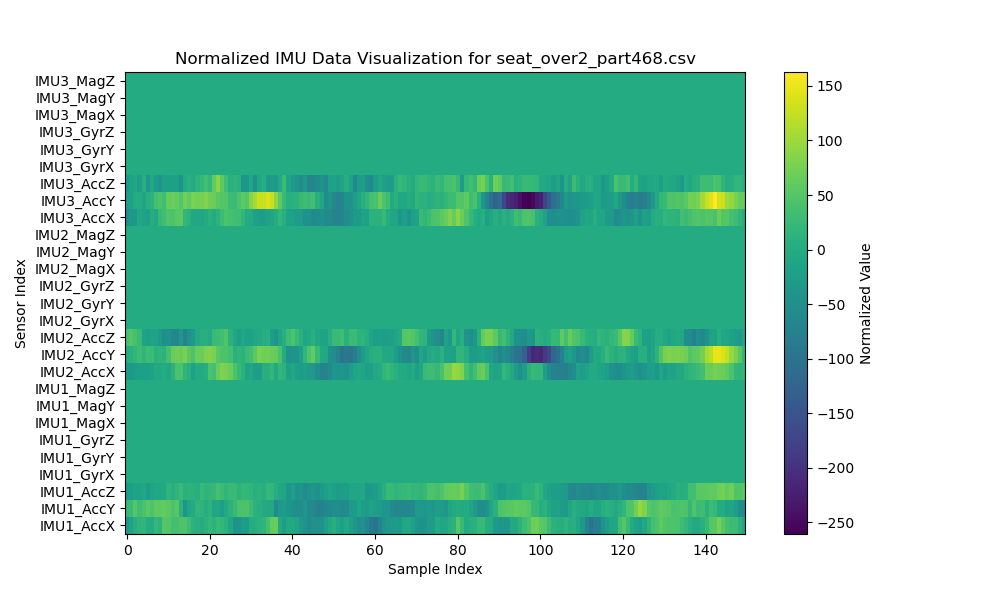 Normalized IMU Data Visualization for seat_over2_part468.csv
IMU3_MagZ
IMU3_MagY
IMU3_MagX
IMU3_GyrZ
IMU3_GyrY
IMU3_GyrX
IMU3_AccZ
IMU3_AccY
IMU3_AccX
IMU2_MagZ
IMU2_MagY
IMU2_MagX
IMU2_GyrZ
IMU2_GyrY
IMU2_GyrX
IMU2_AccZ
IMU2_AccY
IMU2_AccX
IMU1_MagZ
IMU1_MagY
IMU1_MagX
IMU1_GyrZ
IMU1_GyrY
IMU1_GyrX
IMU1_AccZ
IMU1_AccY
IMU1_AccX
Sensor Index
0 20 40 60 80 100 120 140
Sample Index
150
100
50
0
−50
−100
−150
−200
−250
Normalized Value